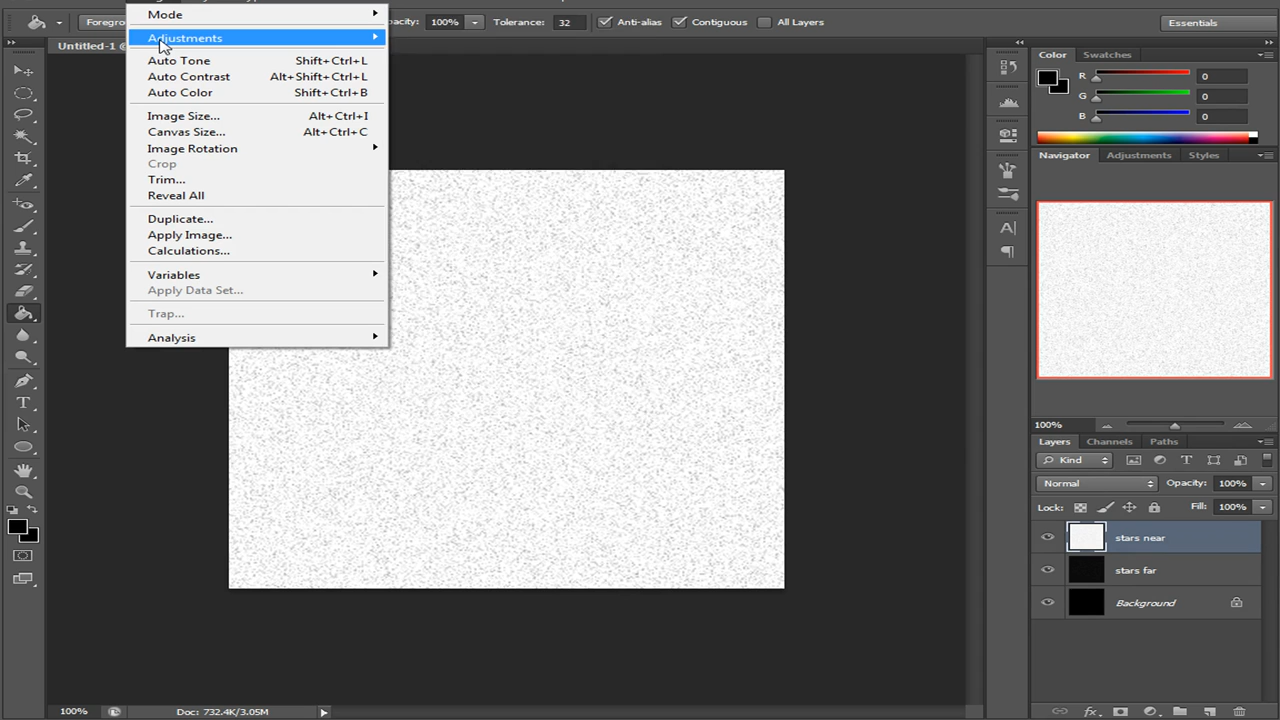 Foregro
pacity: 100% Tolerance: 32 Anti-alias Contiguous All Layers Essentials
Untitled-1 @
Mode
Adjustments
Auto Tone Shift+Ctrl+L
Auto Contrast Alt+Shift+Ctrl+L
Auto Color Shift+Ctrl+B
Image Size... Alt+Ctrl+I
Canvas Size... Alt+Ctrl+C
Image Rotation
Crop
Trim...
Reveal All
Duplicate...
Apply Image...
Calculations...
Variables
Apply Data Set...
Trap...
Analysis
Color Swatches
R 0
G 0
B 0
Navigator Adjustments Styles
100%
Layers Channels Paths
Kind
Normal Opacity: 100%
Lock: Fill: 100%
stars near
stars far
Background
100% Doc: 732.4K/3.05M